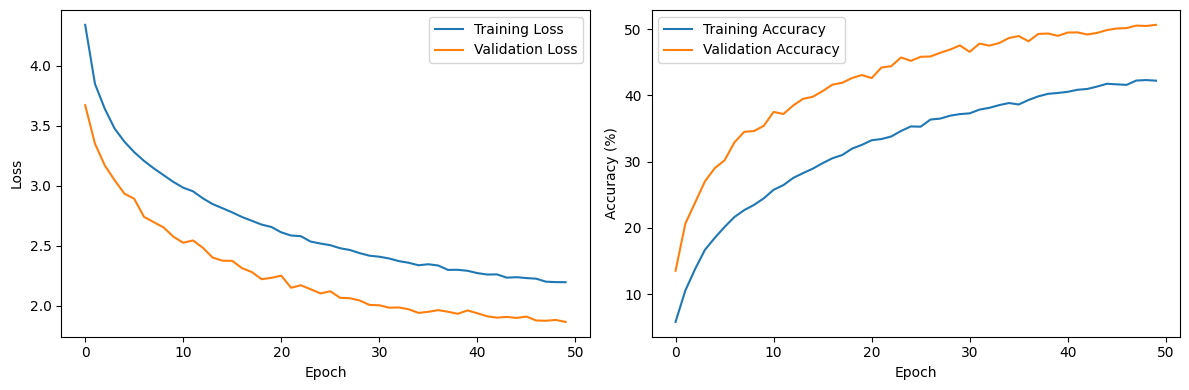 Training Loss
Validation Loss
4.0
3.5
3.0
2.5
2.0
Loss
0 10 20 30 40 50
Epoch
Training Accuracy
Validation Accuracy
50
40
30
20
10
Accuracy (%)
0 10 20 30 40 50
Epoch